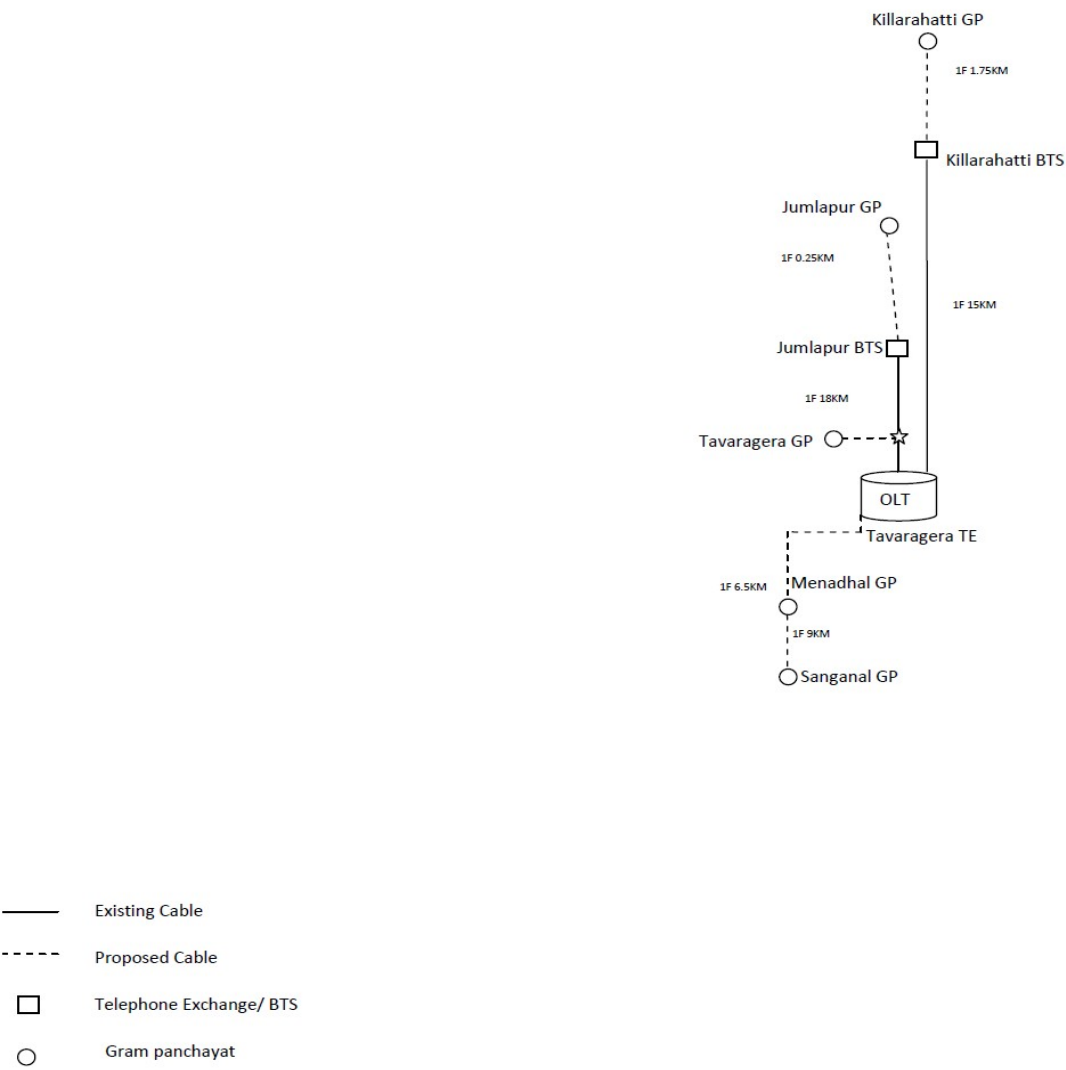 Killarahatti GP
1F 1.75KM
Killarahatti BTS
Jumlapur GP
1F 0.25KM
1F 15KM
Jumlapur BTS
1F 18KM
Tavaragera GP
OLT
Tavaragera TE
1F 6.5KM
Menadhal GP
1F 9KM
Sanganal GP
Existing Cable
Proposed Cable
Telephone Exchange/ BTS
Gram panchayat